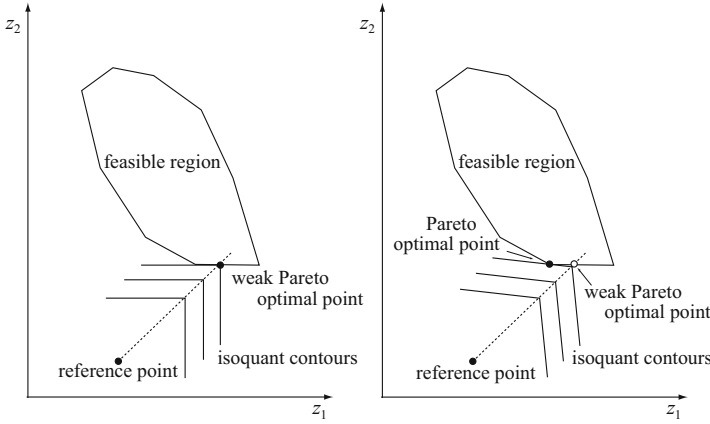 z2
feasible region
weak Pareto
optimal point
reference point
isoquant contours
z1
z2
feasible region
Pareto
optimal point
weak Pareto
optimal point
isoquant contours
reference point
z1